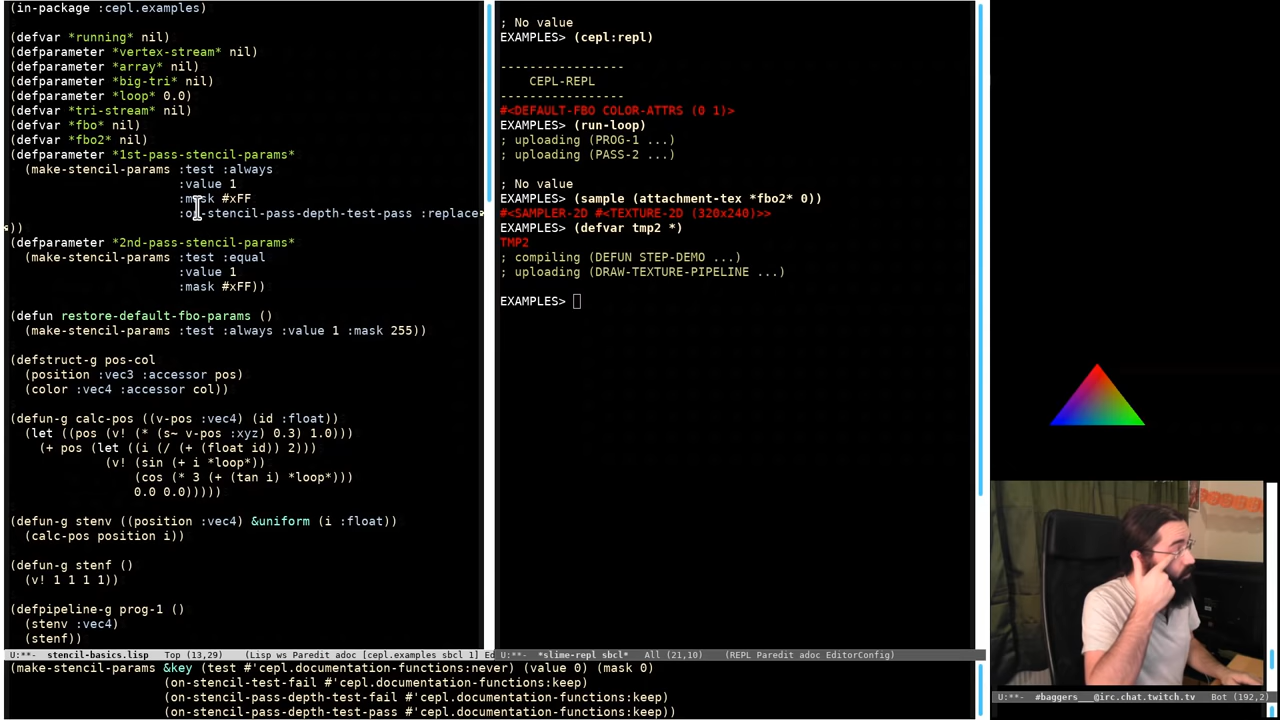 (in-package :cepl.examples)
(defvar *running* nil)
(defparameter *vertex-stream* nil)
(defparameter *array* nil)
(defparameter *big-tri* nil)
(defparameter *loop* 0.0)
(defvar *tri-stream* nil)
(defvar *fbo* nil)
(defvar *fbo2* nil)
(defparameter *1st-pass-stencil-params*
(make-stencil-params :test :always
:value 1
:mask #xFF
:on-stencil-pass-depth-test-pass :replace
))
(defparameter *2nd-pass-stencil-params*
(make-stencil-params :test :equal
:value 1
:mask #xFF))
(defun restore-default-fbo-params ()
(make-stencil-params :test :always :value 1 :mask 255))
(defstruct-g pos-col
(position :vec3 :accessor pos)
(color :vec4 :accessor col))
(defun-g calc-pos ((v-pos :vec4) (id :float))
(let ((pos (v! (* (s~ v-pos :xyz) 0.3) 1.0)))
(+ pos (let ((i (/ (+ (float id)) 2)))
(v! (sin (+ i *loop*))
(cos (* 3 (+ (tan i) *loop*)))
0.0 0.0)))))
(defun-g stenv ((position :vec4) &uniform (i :float))
(calc-pos position i))
(defun-g stenf ()
(v! 1 1 1 1))
(defpipeline-g prog-1 ()
(stenv :vec4)
(stenf))
U:**- stencil-basics.lisp Top (13,29) (Lisp ws Paredit adoc [cepl.examples sbcl 1] Ed
; No value
EXAMPLES> (cepl:repl)
-----------------
CEPL-REPL
-----------------
#<DEFAULT-FBO COLOR-ATTRS (0 1)>
EXAMPLES> (run-loop)
; uploading (PROG-1 ...)
; uploading (PASS-2 ...)
; No value
EXAMPLES> (sample (attachment-tex *fbo2* 0))
#<SAMPLER-2D #<TEXTURE-2D (320x240)>>
EXAMPLES> (defvar tmp2 *)
TMP2
; compiling (DEFUN STEP-DEMO ...)
; uploading (DRAW-TEXTURE-PIPELINE ...)
EXAMPLES>
U:**- *slime-repl sbcl* All (21,10) (REPL Paredit adoc EditorConfig)
U:**- #baggers___@irc.chat.twitch.tv Bot (192,2)
(make-stencil-params &key (test #'cepl.documentation-functions:never) (value 0) (mask 0)
(on-stencil-test-fail #'cepl.documentation-functions:keep)
(on-stencil-pass-depth-test-fail #'cepl.documentation-functions:keep)
(on-stencil-pass-depth-test-pass #'cepl.documentation-functions:keep))